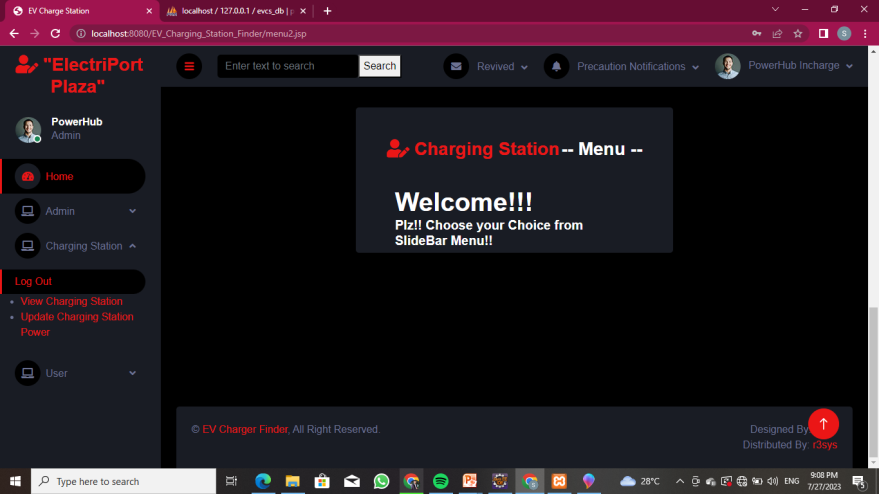 EV Charge Station
localhost / 127.0.0.1 / evcs_db | p
localhost:8080/EV_Charging_Station_Finder/menu2.jsp
S
"ElectriPort
Plaza"
Enter text to search
Search
Revived
Precaution Notifications
PowerHub Incharge
PowerHub
Admin
Home
Admin
Charging Station
Log Out
View Charging Station
Update Charging Station
Power
User
Charging Station -- Menu --
Welcome!!!
Plz!! Choose your Choice from
SlideBar Menu!!
© EV Charger Finder, All Right Reserved.
Designed By
Distributed By: r3sys
Type here to search
28°C
ENG
9:08 PM
7/27/2023
5